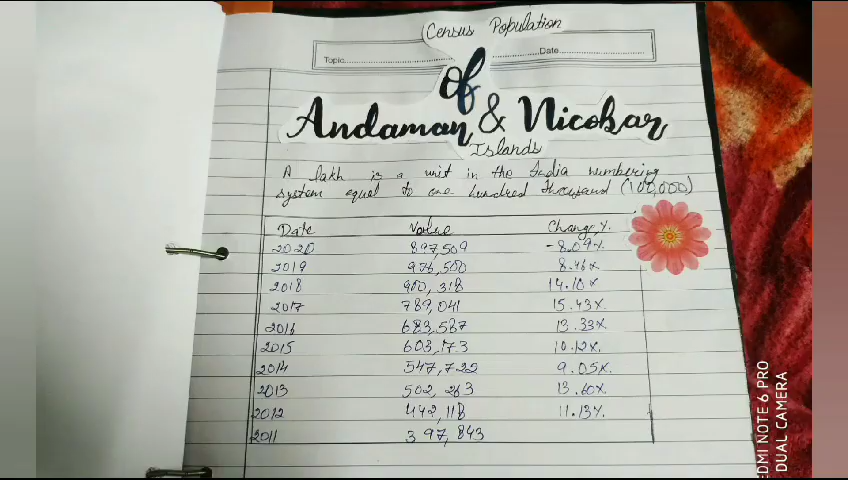 Census Population
Topic Date
of
Andaman & Nicobar
Islands
A lakh is a unit in the India numbering
system equal to one hundred thousand (100,000)
Date Value Change %
2020 897,509 -8.09%
2019 976,500 8.46%
2018 900,318 14.10%
2017 789,041 15.43%
2016 683,587 13.33%
2015 603,173 10.12%
2014 547,722 9.05%
2013 502,263 13.60%
2012 442,118 11.13%
2011 397,843
REDMI NOTE 6 PRO
DUAL CAMERA